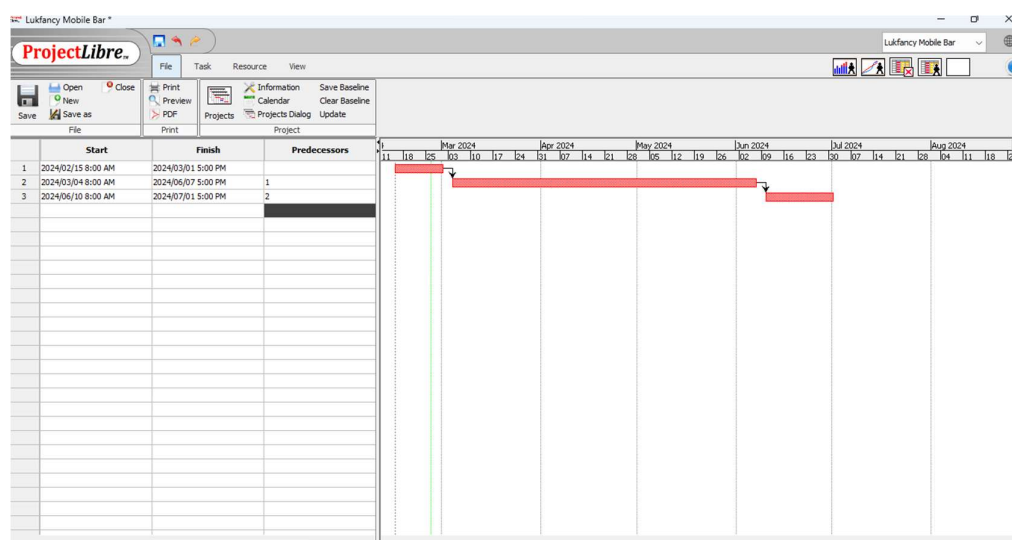 Lukfancy Mobile Bar *
ProjectLibre TM
Lukfancy Mobile Bar
File Task Resource View
Save
Open
New
Save as
Close
File
Print
Preview
PDF
Print
Projects
Information
Calendar
Projects Dialog
Save Baseline
Clear Baseline
Update
Project
Start Finish Predecessors
Mar 2024 Apr 2024 May 2024 Jun 2024 Jul 2024 Aug 2024
11 18 25 03 10 17 24 31 07 14 21 28 05 12 19 26 02 09 16 23 30 07 14 21 28 04 11 18
1 2024/02/15 8:00 AM 2024/03/01 5:00 PM
2 2024/03/04 8:00 AM 2024/06/07 5:00 PM 1
3 2024/06/10 8:00 AM 2024/07/01 5:00 PM 2